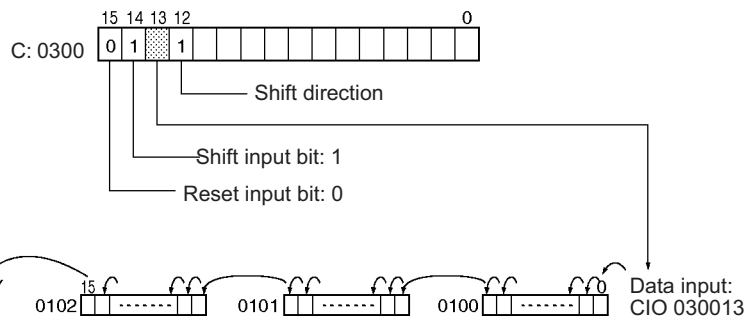 15 14 13 12 0
C: 0300 0 1 1
Shift direction
Shift input bit: 1
Reset input bit: 0
15 0 Data input:
0102 0101 0100 CIO 030013